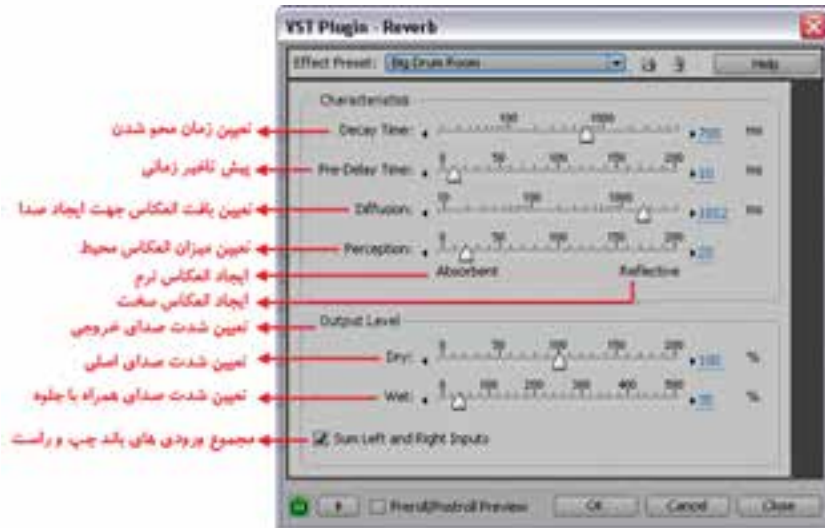 VST Plugin - Reverb
Effect Preset: Big Drum Room Help
Characteristics
تعیین زمان محو شدن Decay Time: 100 1000 700 ms
پیش تاخیر زمانی Pre-Delay Time: 0 50 100 150 200 10 ms
تعیین بافت انعکاس جهت ایجاد صدا Diffusion: 10 100 1000 1012 ms
تعیین میزان انعکاس محیط Perception: 0 50 100 150 200 20
ایجاد انعکاس نرم Absorbent Reflective
ایجاد انعکاس سخت
تعیین شدت صدای خروجی Output Level
تعیین شدت صدای اصلی Dry: 0 50 100 150 200 100 %
تعیین شدت صدای همراه با جلوه Wet: 0 100 200 300 400 500 %
مجموع ورودی های باند چپ و راست Sum Left and Right Inputs
Preroll/Postroll Preview OK Cancel Close